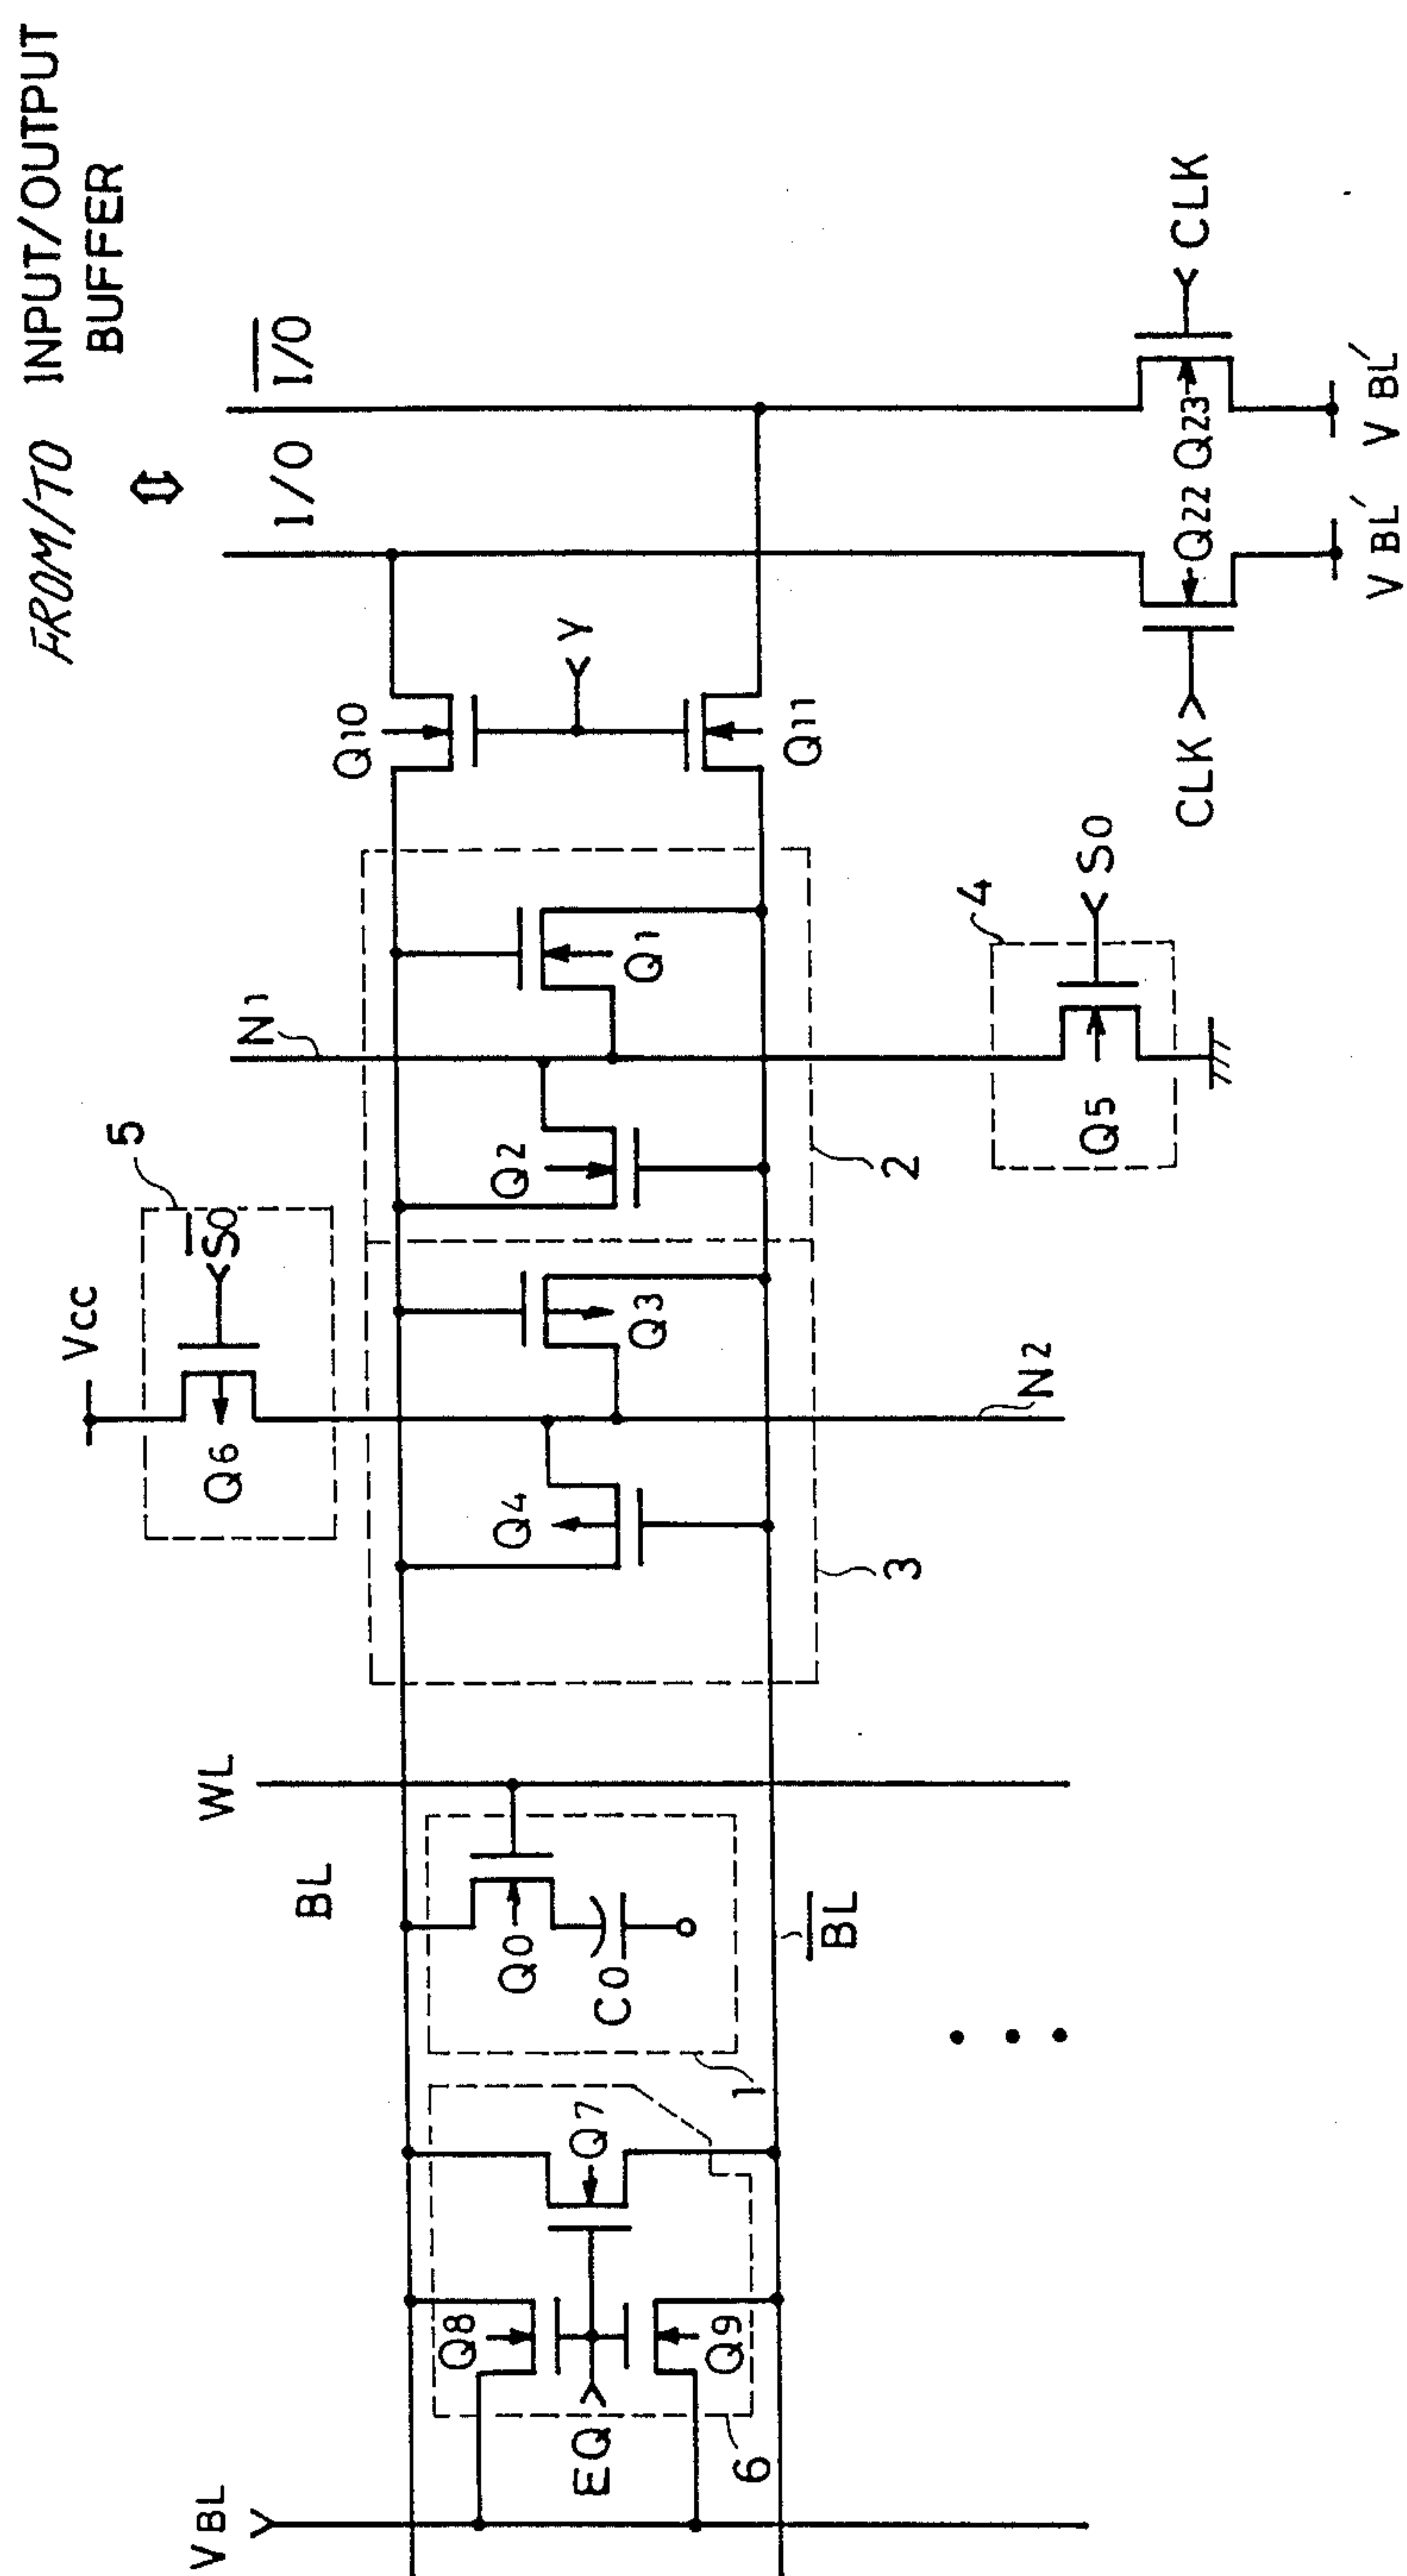 FROM/TO INPUT/OUTPUT
BUFFER
I/O
I/O
Q10
Y
Q11
CLK
CLK
Q22
Q23
VBL′
VBL′
N1
Q1
Q2
2
4
S0
Q5
5
Vcc
S0
Q6
Q3
Q4
3
N2
WL
BL
Q0
C0
1
BL
Q7
Q8
Q9
EQ
6
VBL